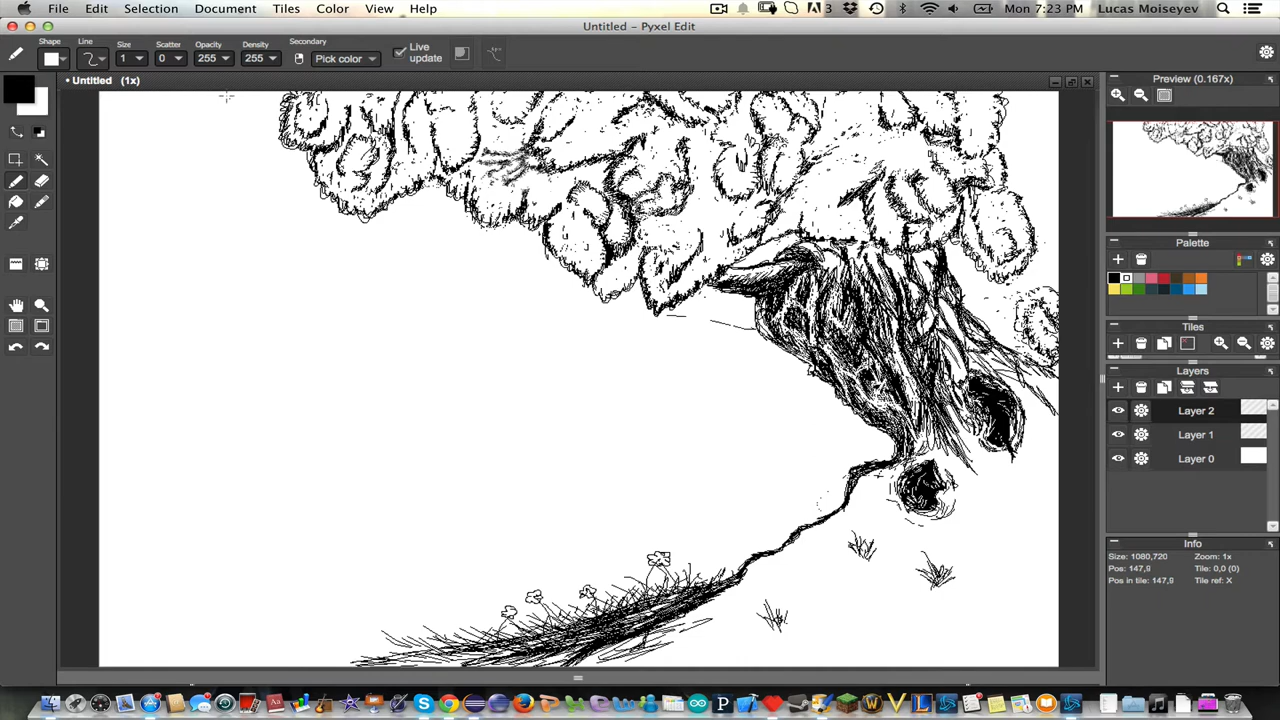 Edit Selection Document Tiles Color View Help
3 Mon 7:23 PM Lucas Moiseyev
Untitled - Pyxel Edit
Shape Line Size Scatter Opacity Density Secondary
1 0 255 255 Pick color Live update
• Untitled (1x)
Preview (0.167x)
Palette
Tiles
Layers
Layer 2
Layer 1
Layer 0
Info
Size: 1080,720 Zoom: 1x
Pos: 147,9 Tile: 0,0 (0)
Pos in tile: 147,9 Tile ref: X